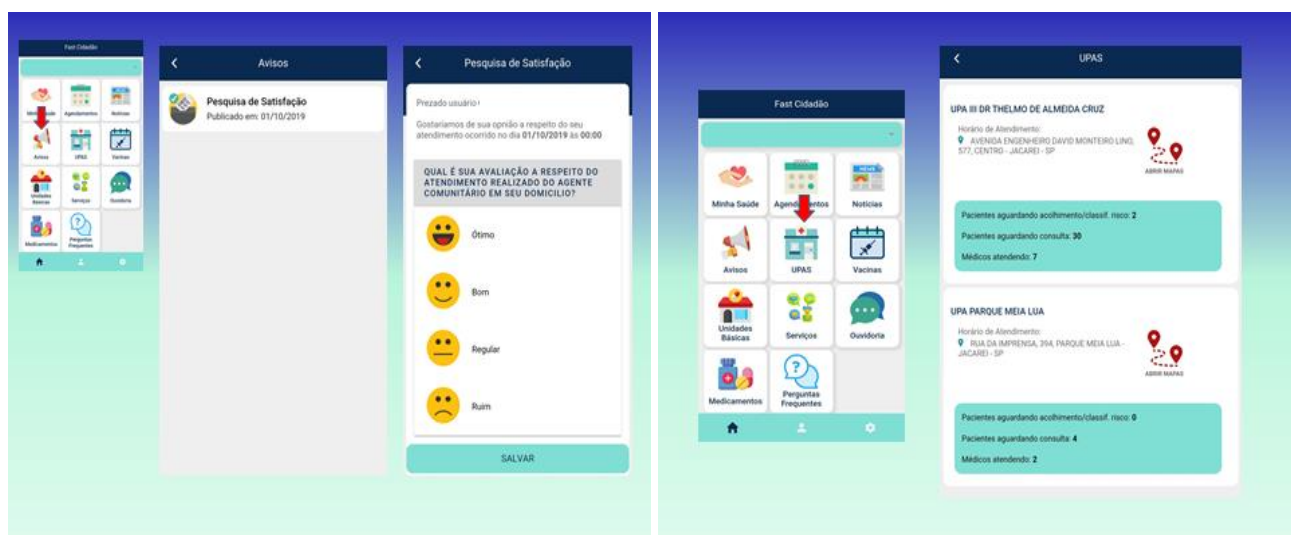 Fast Cidadão
Minha Saúde
Agendamentos
Notícias
Avisos
UPAS
Vacinas
Unidades
Básicas
Serviços
Ouvidoria
Medicamentos
Perguntas
Frequentes
Avisos
Pesquisa de Satisfação
Publicado em: 01/10/2019
Pesquisa de Satisfação
Prezado usuário
Gostaríamos de sua opnião a respeito do seu
atendimento ocorrido no dia 01/10/2019 às 00:00
QUAL É SUA AVALIAÇÃO A RESPEITO DO
ATENDIMENTO REALIZADO DO AGENTE
COMUNITÁRIO EM SEU DOMICILIO?
Ótimo
Bom
Regular
Ruim
SALVAR
Fast Cidadão
Minha Saúde
Agendamentos
NEWS
Notícias
Avisos
UPAS
Vacinas
Unidades
Básicas
Serviços
Ouvidoria
Medicamentos
Perguntas
Frequentes
UPAS
UPA III DR THELMO DE ALMEIDA CRUZ
Horário de Atendimento:
AVENIDA ENGENHEIRO DAVID MONTEIRO LINO,
577, CENTRO - JACAREI - SP
ABRIR MAPAS
Pacientes aguardando acolhimento/classif. risco: 2
Pacientes aguardando consulta: 30
Médicos atendendo: 7
UPA PARQUE MEIA LUA
Horário de Atendimento:
RUA DA IMPRENSA, 394, PARQUE MEIA LUA -
JACAREI - SP
ABRIR MAPAS
Pacientes aguardando acolhimento/classif. risco: 0
Pacientes aguardando consulta: 4
Médicos atendendo: 2